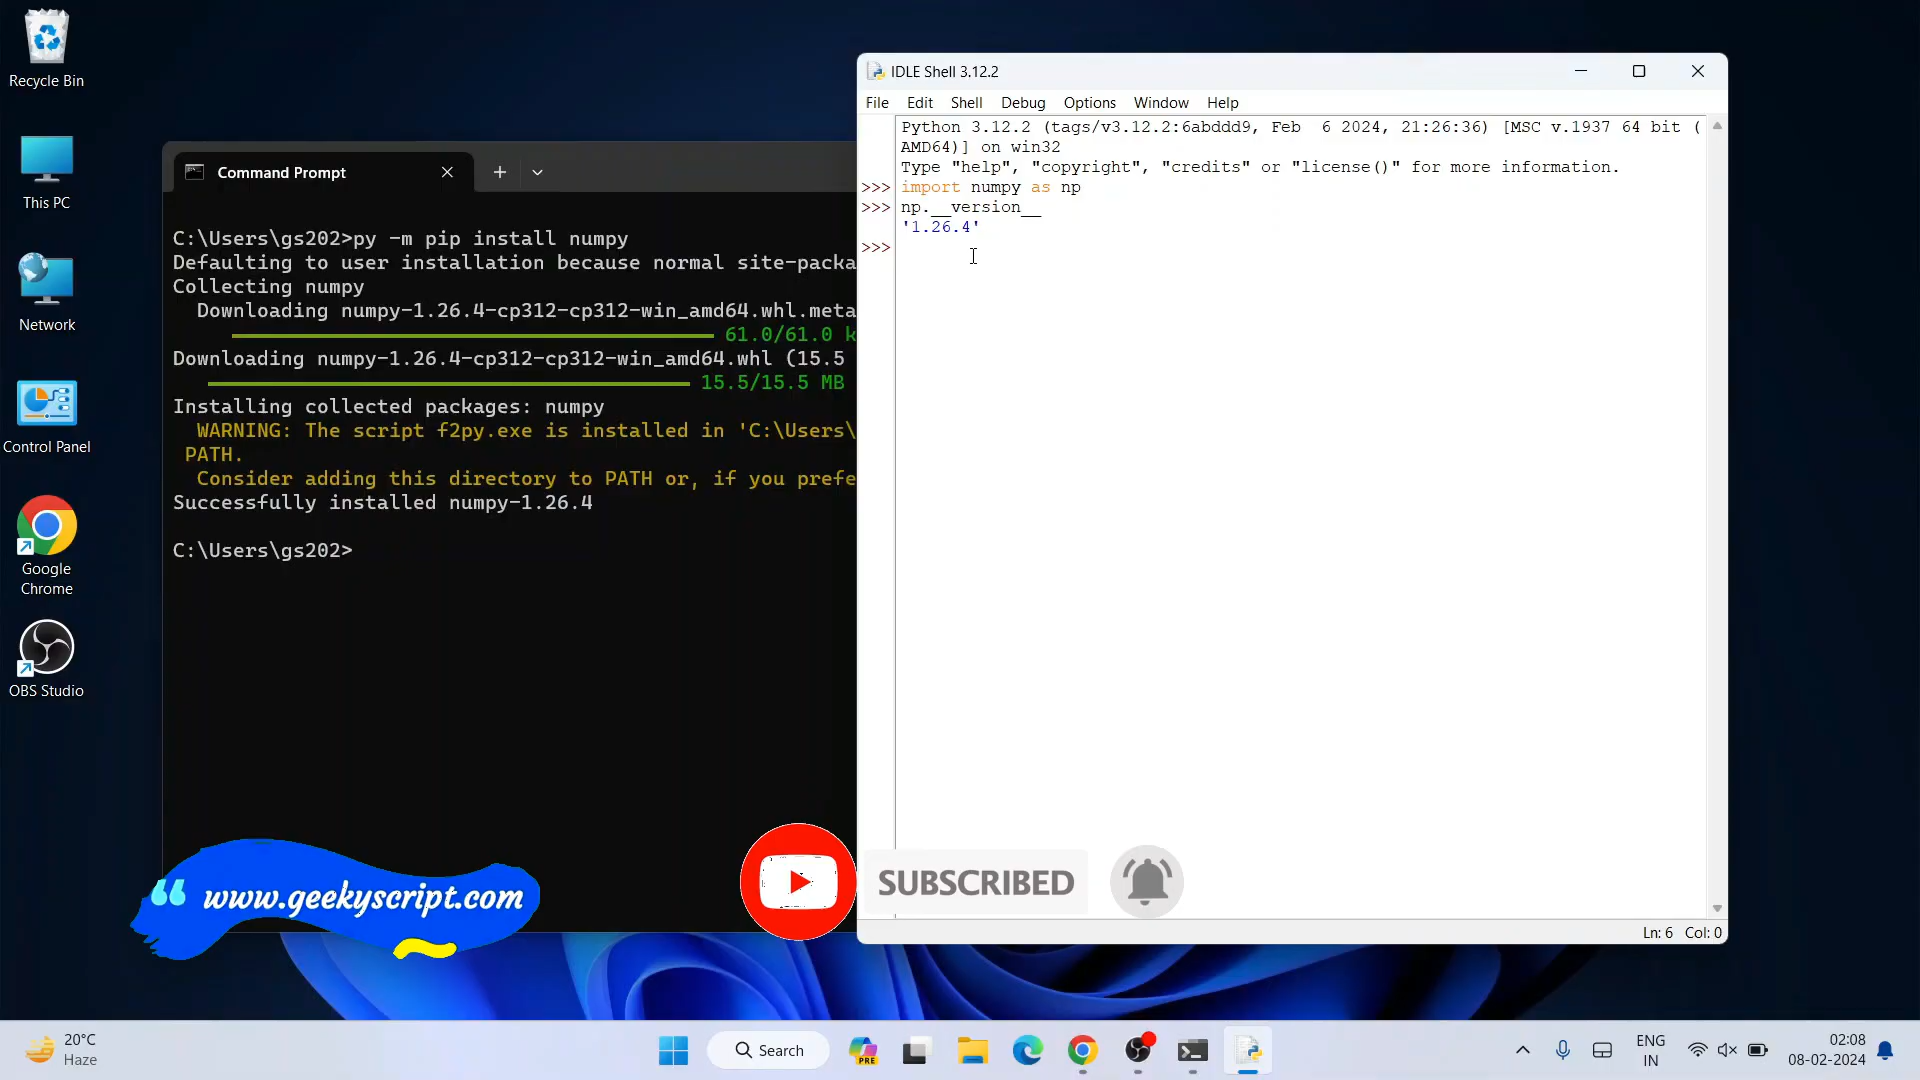 Recycle Bin
This PC
Network
Control Panel
Google
Chrome
OBS Studio
Command Prompt
C:\Users\gs202>py -m pip install numpy
Defaulting to user installation because normal site-packa
Collecting numpy
Downloading numpy-1.26.4-cp312-cp312-win_amd64.whl.meta
61.0/61.0 k
Downloading numpy-1.26.4-cp312-cp312-win_amd64.whl (15.5
15.5/15.5 MB
Installing collected packages: numpy
WARNING: The script f2py.exe is installed in 'C:\Users\
PATH.
Consider adding this directory to PATH or, if you prefe
Successfully installed numpy-1.26.4
C:\Users\gs202>
IDLE Shell 3.12.2
File Edit Shell Debug Options Window Help
Python 3.12.2 (tags/v3.12.2:6abddd9, Feb  6 2024, 21:26:36) [MSC v.1937 64 bit (
AMD64)] on win32
Type "help", "copyright", "credits" or "license()" for more information.
>>> import numpy as np
>>> np.__version__
'1.26.4'
>>>
Ln: 6 Col: 0
“ www.geekyscript.com
SUBSCRIBED
20°C
Haze
Search
PRE
ENG
IN
02:08
08-02-2024